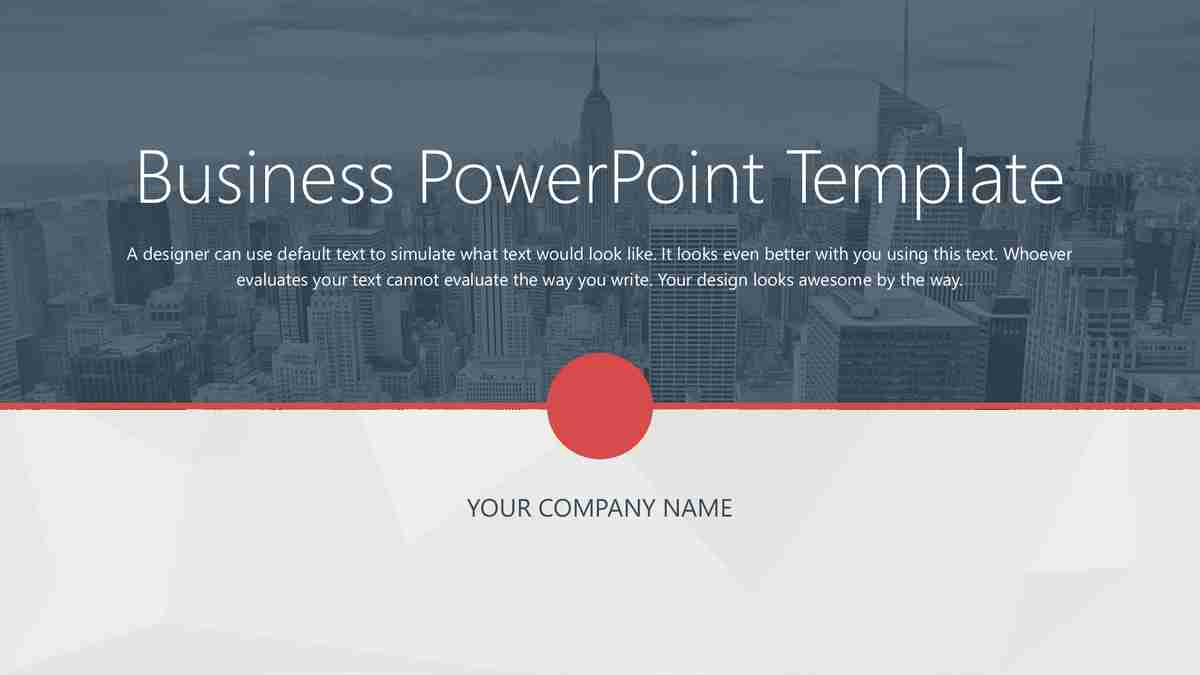 Business PowerPoint Template
A designer can use default text to simulate what text would look like. It looks even better with you using this text. Whoever
evaluates your text cannot evaluate the way you write. Your design looks awesome by the way.
YOUR COMPANY NAME